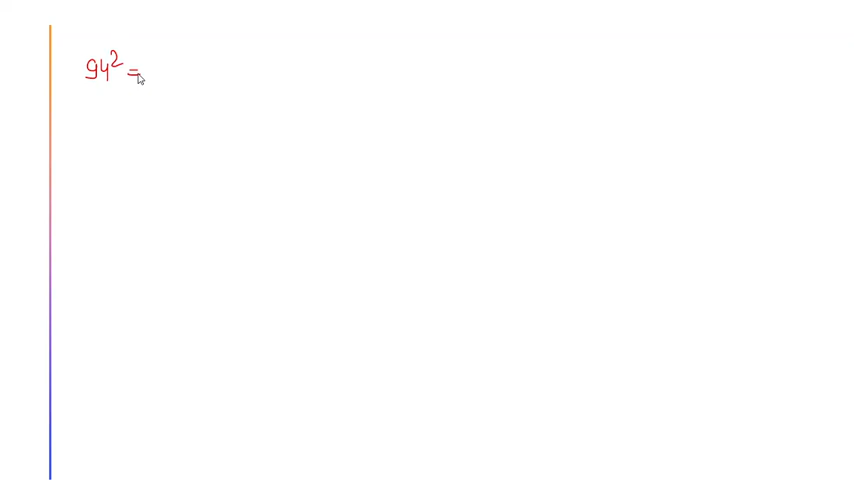 94² =